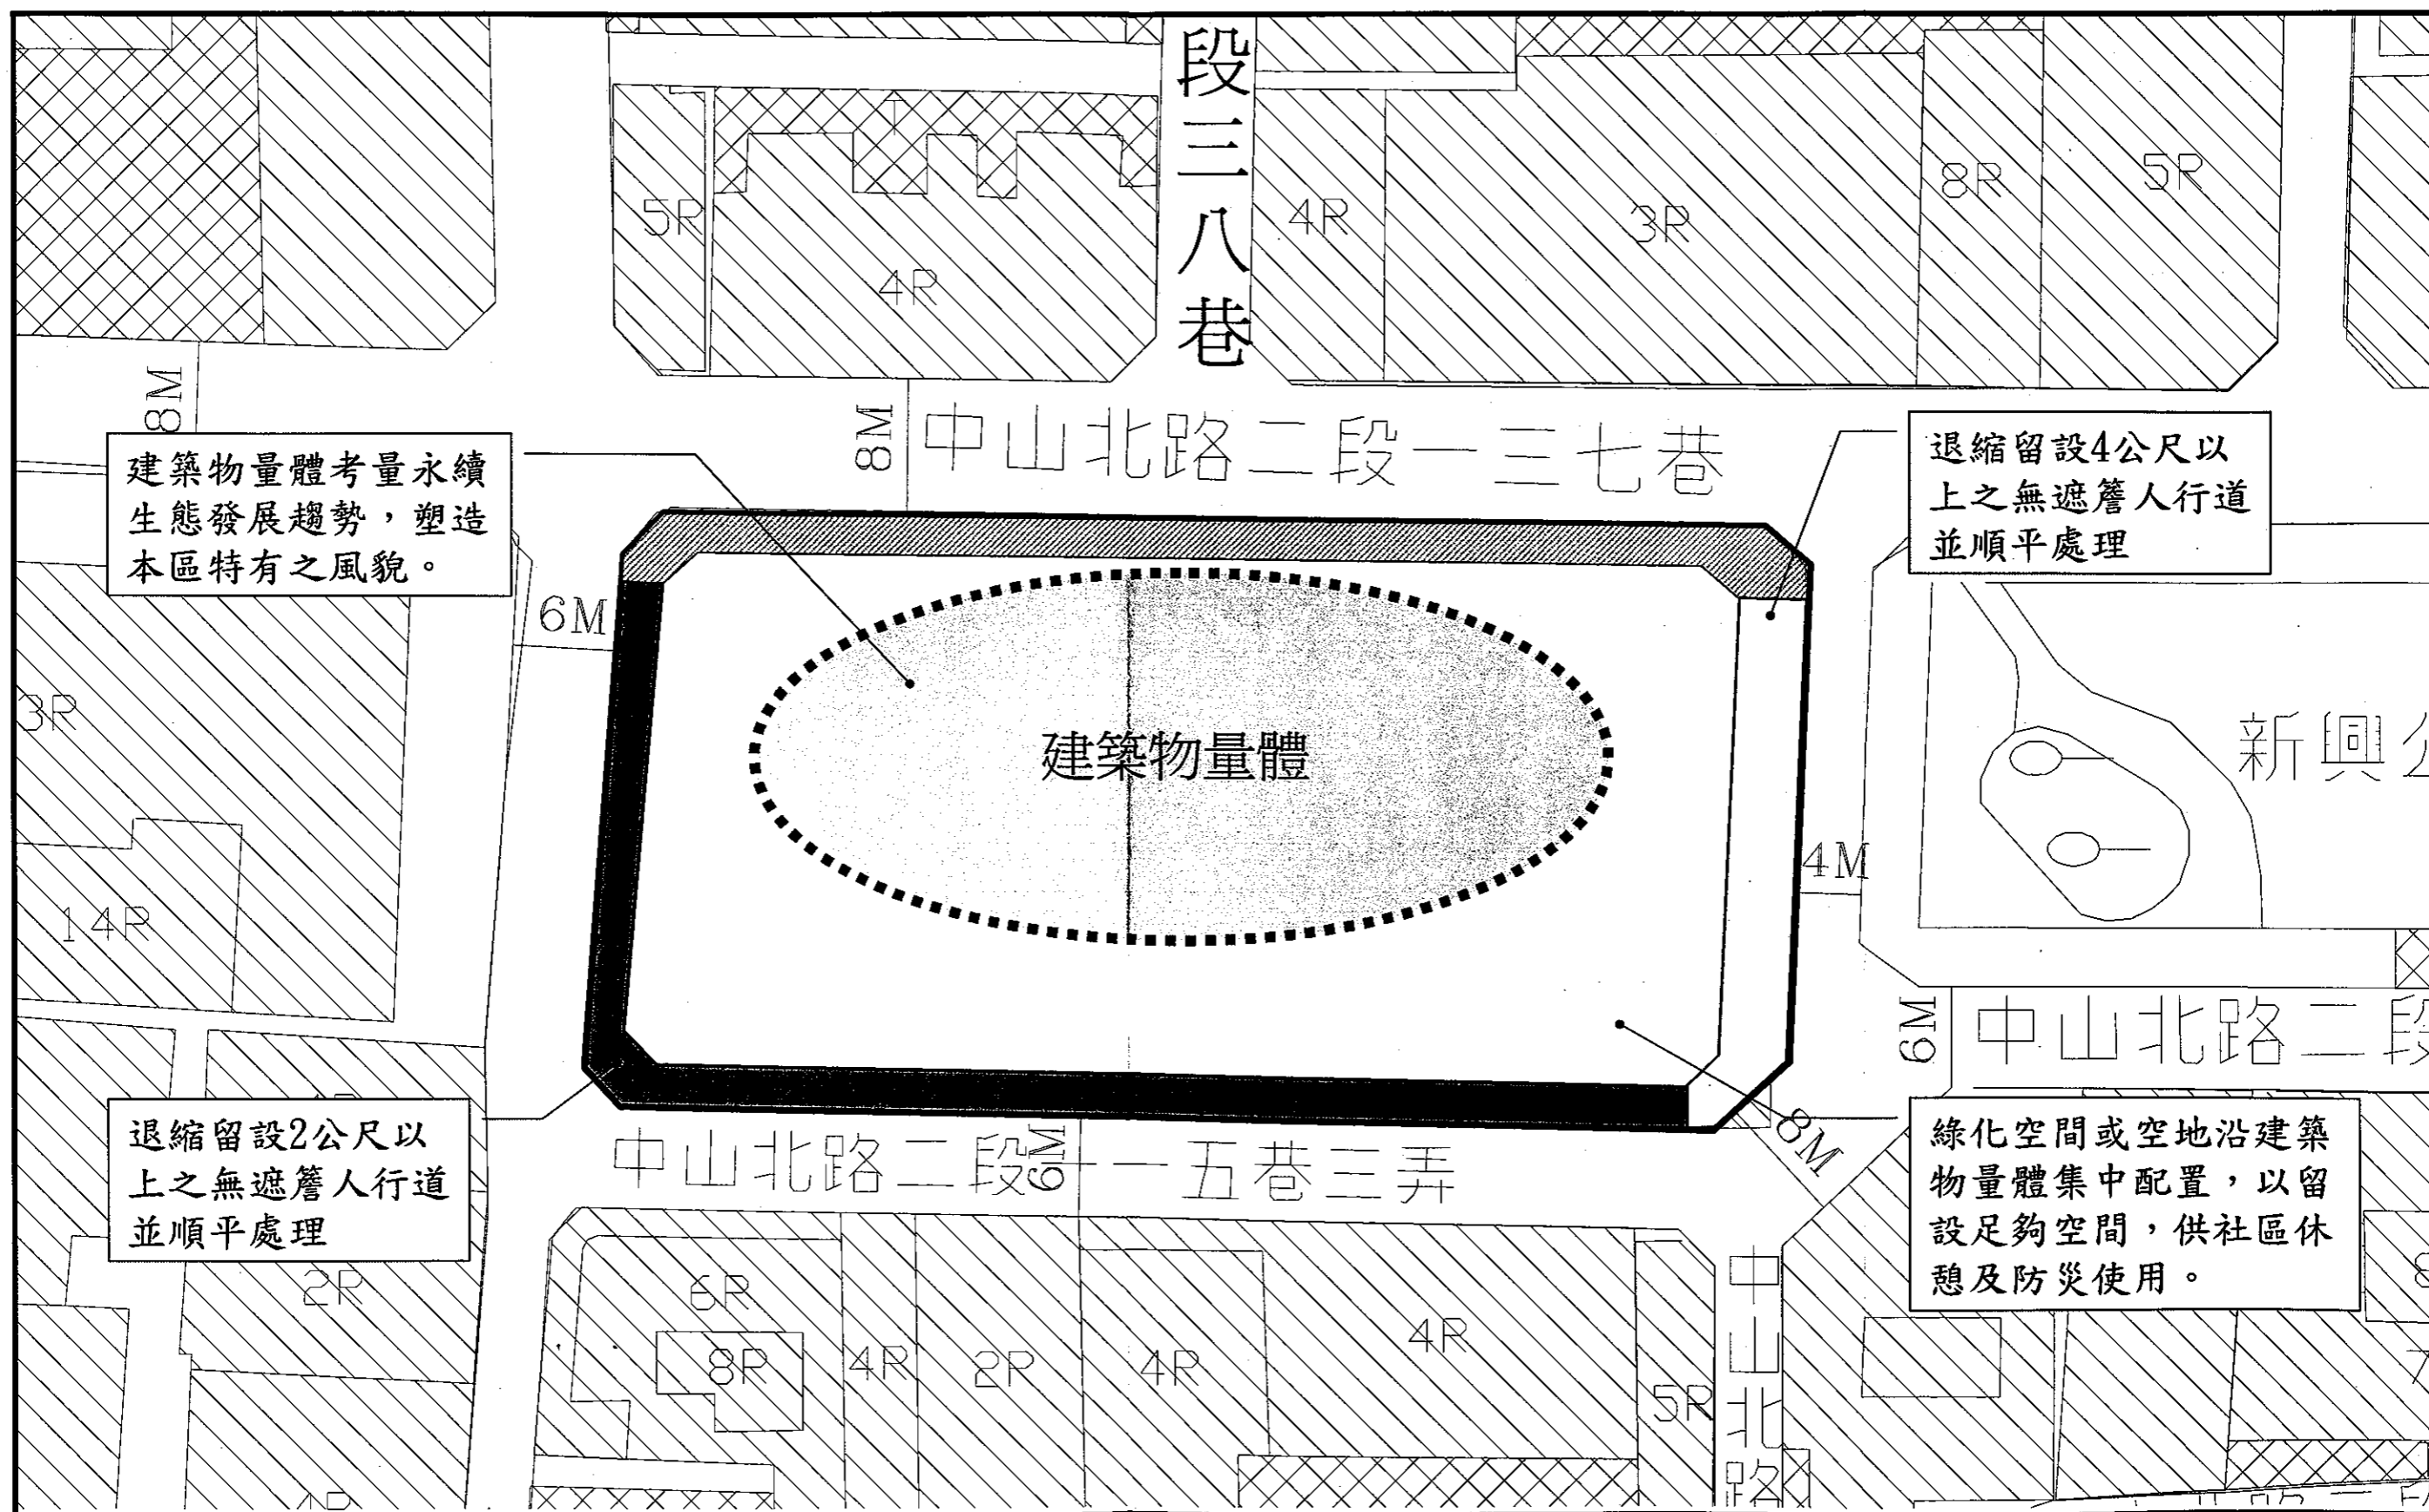 段三八巷
5R
4R
4R
3R
8R
5R
8M
8M
中山北路二段一三七巷
建築物量體考量永續
生態發展趨勢，塑造
本區特有之風貌。
退縮留設4公尺以
上之無遮簷人行道
並順平處理
6M
3R
建築物量體
新興公
4M
14R
6M
中山北路二段
8M
退縮留設2公尺以
上之無遮簷人行道
並順平處理
中山北路二段一一五巷三弄
6M
綠化空間或空地沿建築
物量體集中配置，以留
設足夠空間，供社區休
憩及防災使用。
2R
6R
8R
4R
2R
4R
4R
5R
中山北路